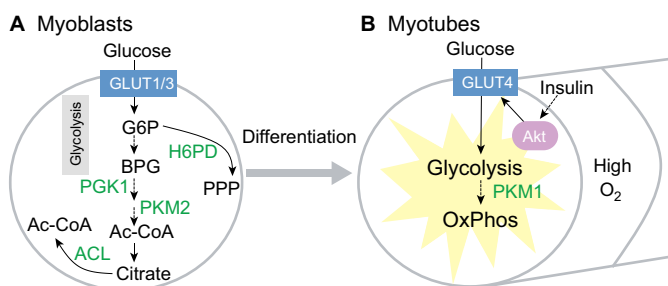 A Myoblasts
Glucose
GLUT1/3
Glycolysis
G6P
H6PD
BPG
PGK1
PPP
PKM2
Ac-CoA
Ac-CoA
ACL
Citrate
Differentiation
B Myotubes
Glucose
GLUT4
Insulin
Akt
Glycolysis
PKM1
OxPhos
High
O₂